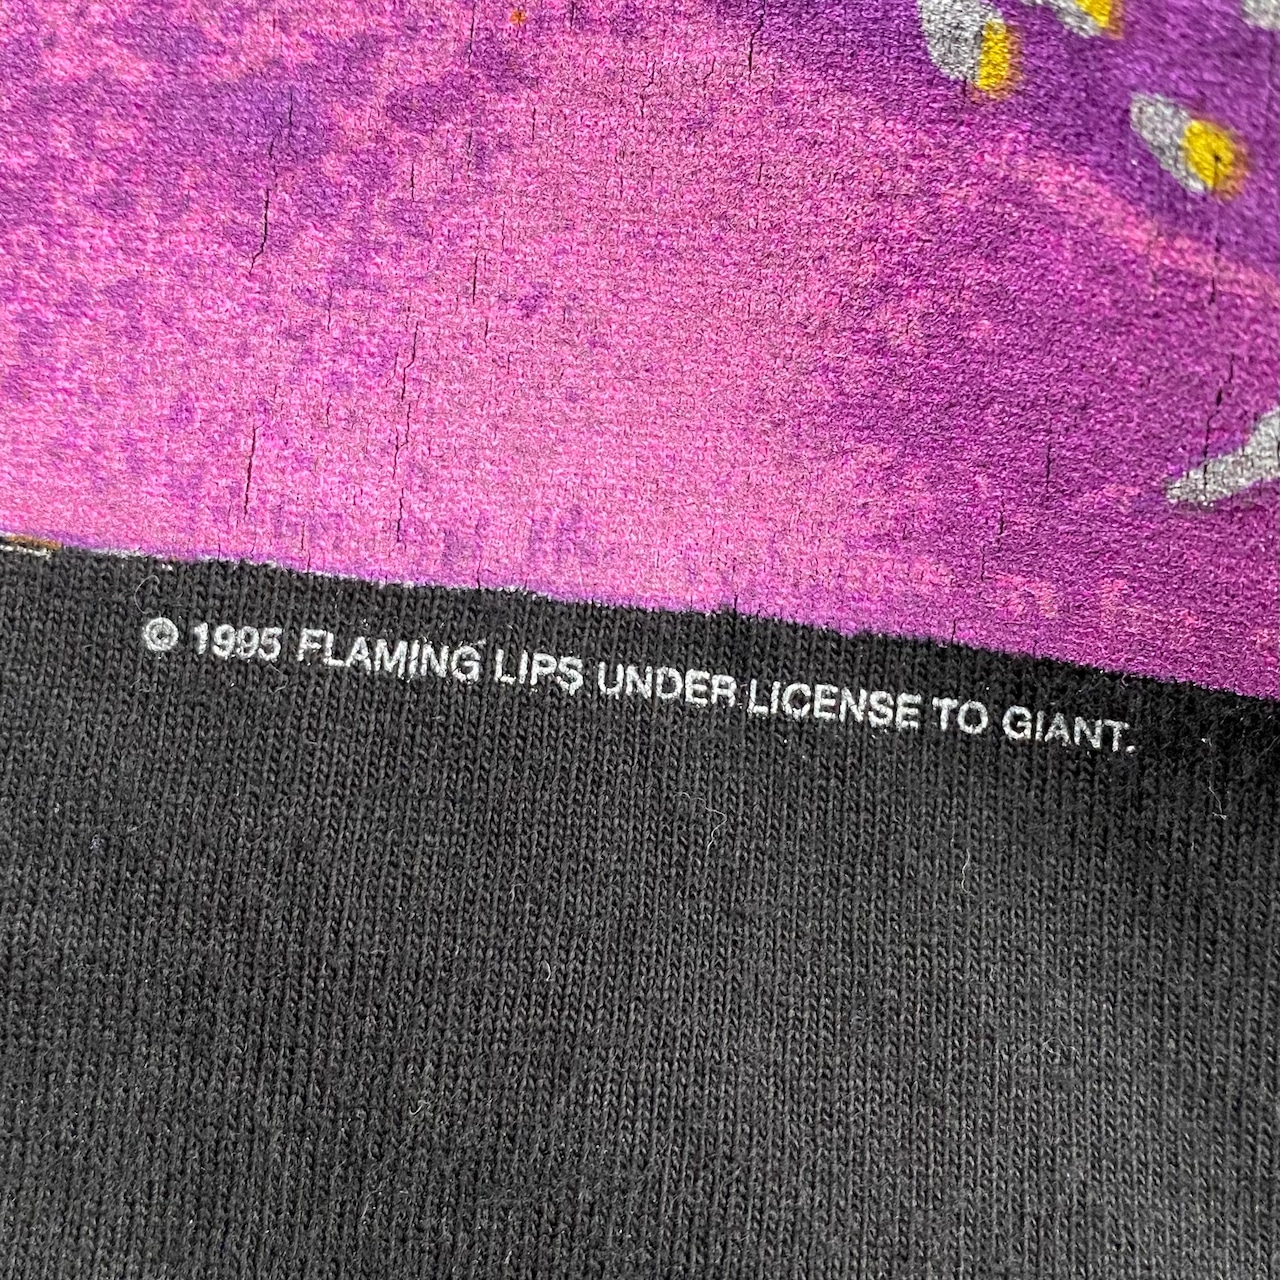 © 1995 FLAMING LIPS UNDER LICENSE TO GIANT.